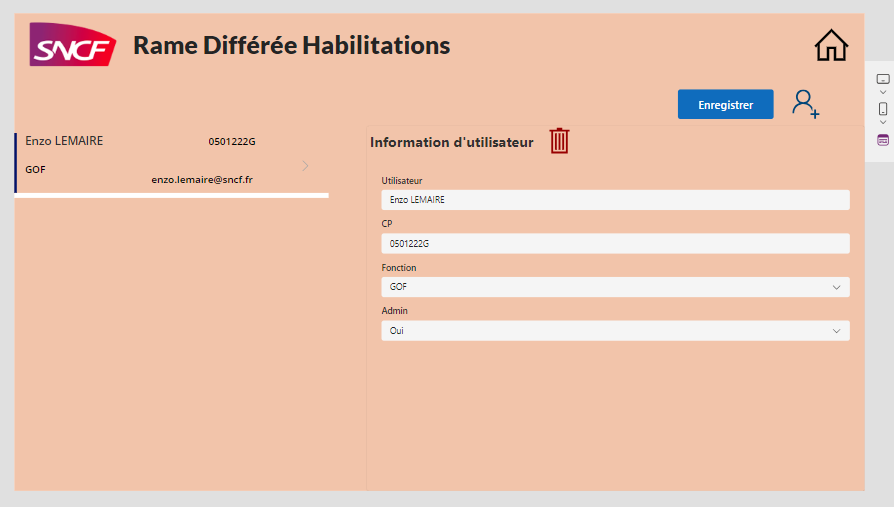 SNCF
Rame Différée Habilitations
Enregistrer
Enzo LEMAIRE
0501222G
GOF
enzo.lemaire@sncf.fr
Information d'utilisateur
Utilisateur
Enzo LEMAIRE
CP
0501222G
Fonction
GOF
Admin
Oui